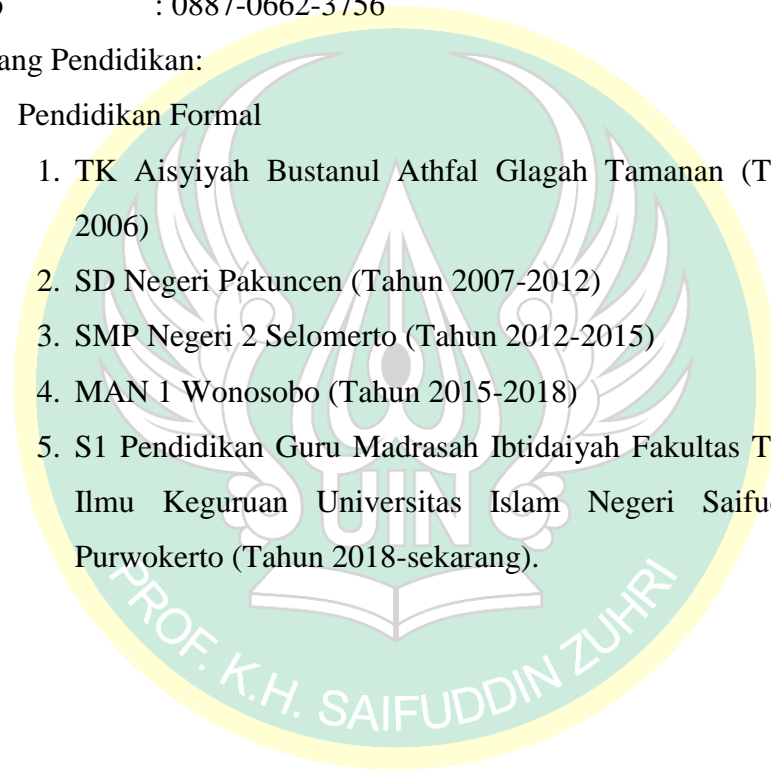 : 0887-0662-3756
Pendidikan:
Pendidikan Formal
1. TK Aisyiyah Bustanul Athfal Glagah Tamanan
2006)
2. SD Negeri Pakuncen (Tahun 2007-2012)
3. SMP Negeri 2 Selomerto (Tahun 2012-2015)
4. MAN 1 Wonosobo (Tahun 2015-2018)
5. S1 Pendidikan Guru Madrasah Ibtidaiyah Fakultas
Ilmu Keguruan Universitas Islam Negeri
Purwokerto (Tahun 2018-sekarang).
UIN
PROF. K.H. SAIFUDDIN ZUHRI